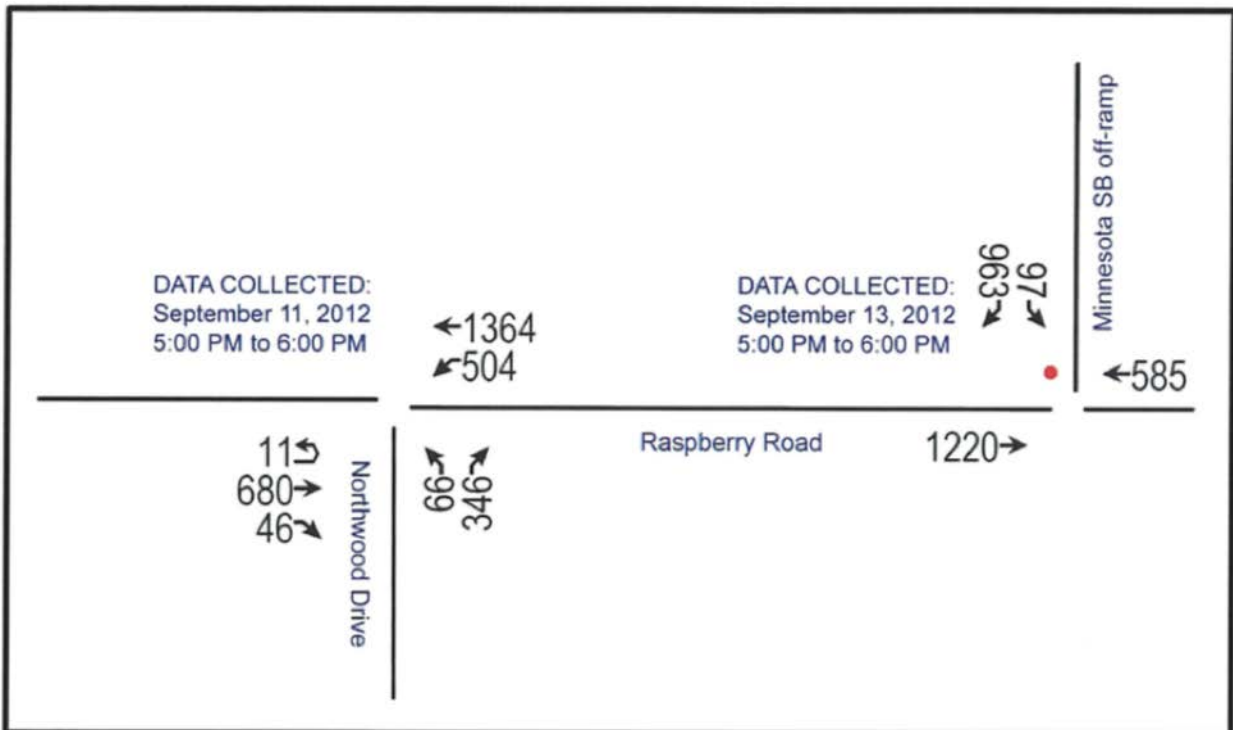 Minnesota SB off-ramp
963
97
DATA COLLECTED:
September 11, 2012
5:00 PM to 6:00 PM
DATA COLLECTED:
September 13, 2012
5:00 PM to 6:00 PM
←1364
504
←585
Raspberry Road
1220→
11
680→
46
Northwood Drive
66
346